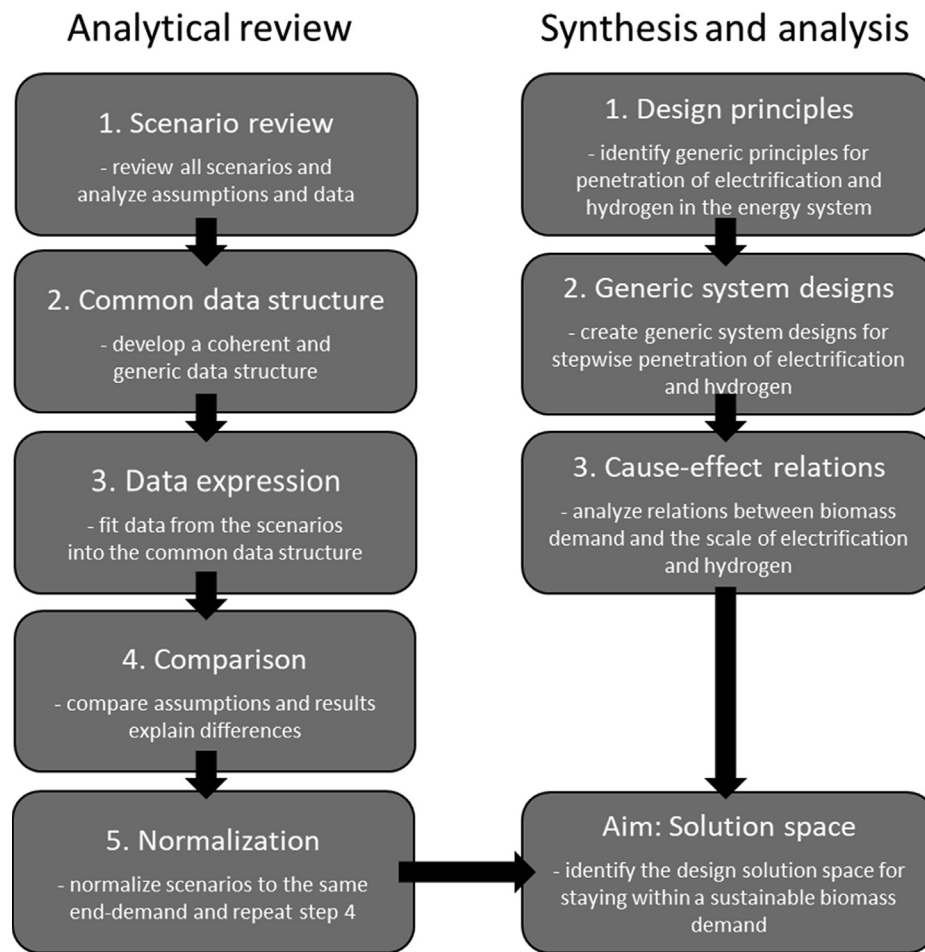 Analytical review
1. Scenario review
- review all scenarios and
analyze assumptions and data
2. Common data structure
- develop a coherent and
generic data structure
3. Data expression
- fit data from the scenarios
into the common data structure
4. Comparison
- compare assumptions and results
explain differences
5. Normalization
- normalize scenarios to the same
end-demand and repeat step 4
Synthesis and analysis
1. Design principles
- identify generic principles for
penetration of electrification and
hydrogen in the energy system
2. Generic system designs
- create generic system designs for
stepwise penetration of electrification
and hydrogen
3. Cause-effect relations
- analyze relations between biomass
demand and the scale of electrification
and hydrogen
Aim: Solution space
- identify the design solution space for
staying within a sustainable biomass
demand